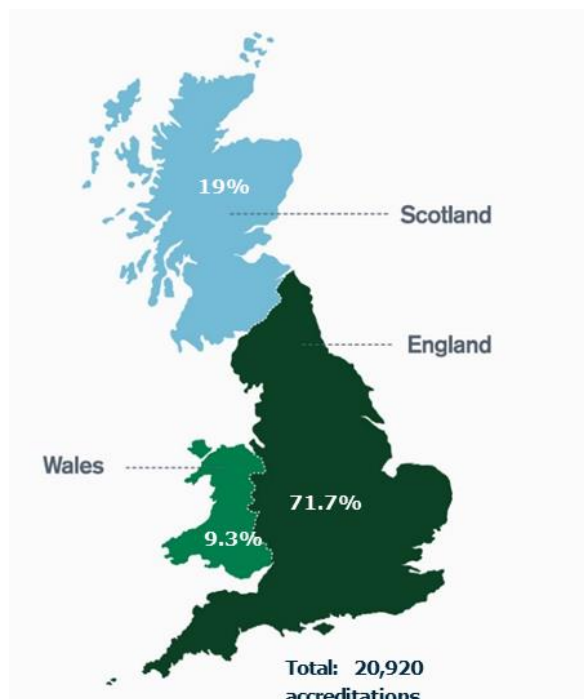 19%
Scotland
England
Wales
71.7%
9.3%
Total: 20,920
accreditations